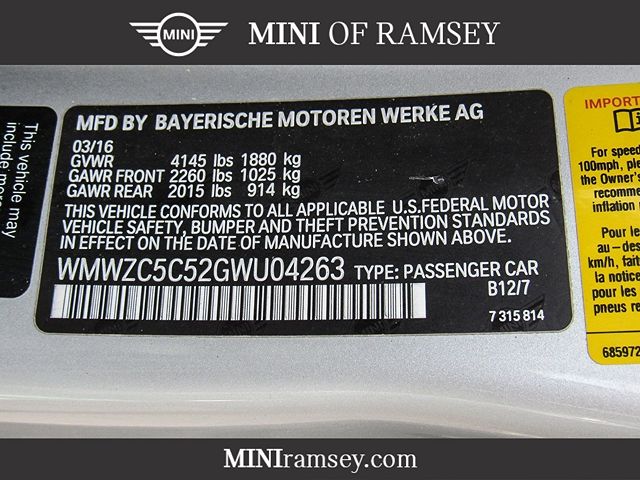 MINI
MINI OF RAMSEY
This vehicle may
MFD BY BAYERISCHE MOTOREN WERKE AG
03/16
GVWR 4145 lbs 1880 kg
GAWR FRONT 2260 lbs 1025 kg
GAWR REAR 2015 lbs 914 kg
THIS VEHICLE CONFORMS TO ALL APPLICABLE U.S.FEDERAL MOTOR
VEHICLE SAFETY, BUMPER AND THEFT PREVENTION STANDARDS
IN EFFECT ON THE DATE OF MANUFACTURE SHOWN ABOVE.
WMWZC5C52GWU04263 TYPE: PASSENGER CAR
B12/7
7 315 814
IMPORT
For speed
100mph, ple
the Owner's
recomme
inflation
Pour les
au-des
km/h, fai
la notice
pour les
pneus re
685972
MINIramsey.com